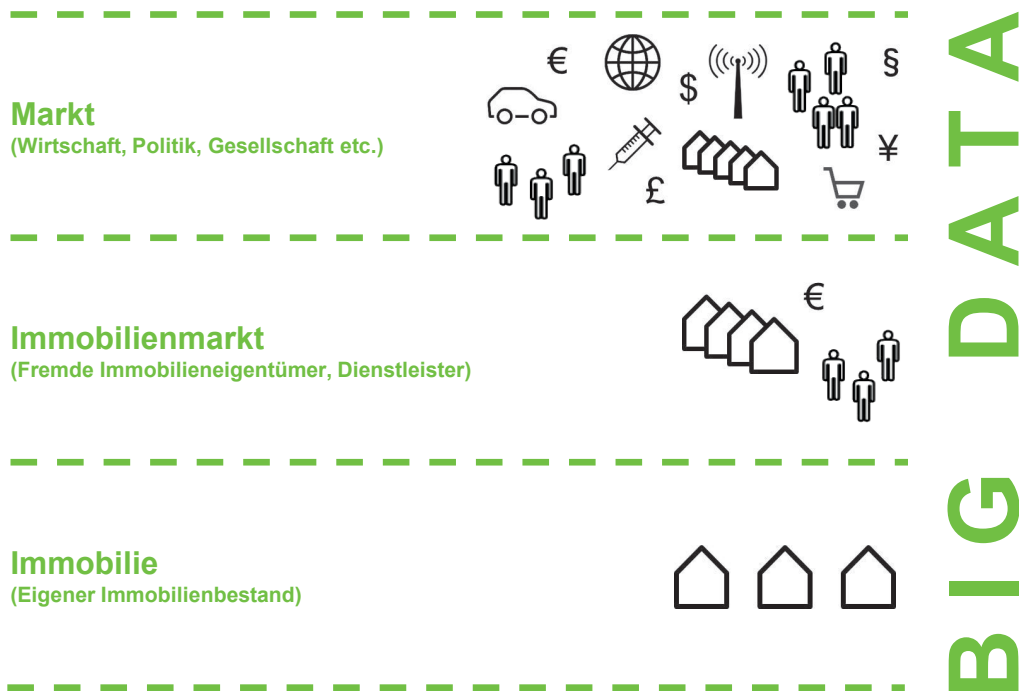 Markt
(Wirtschaft, Politik, Gesellschaft etc.)
€
$
§
£
¥
Immobilienmarkt
(Fremde Immobilieneigentümer, Dienstleister)
€
Immobilie
(Eigener Immobilienbestand)
BIG DATA